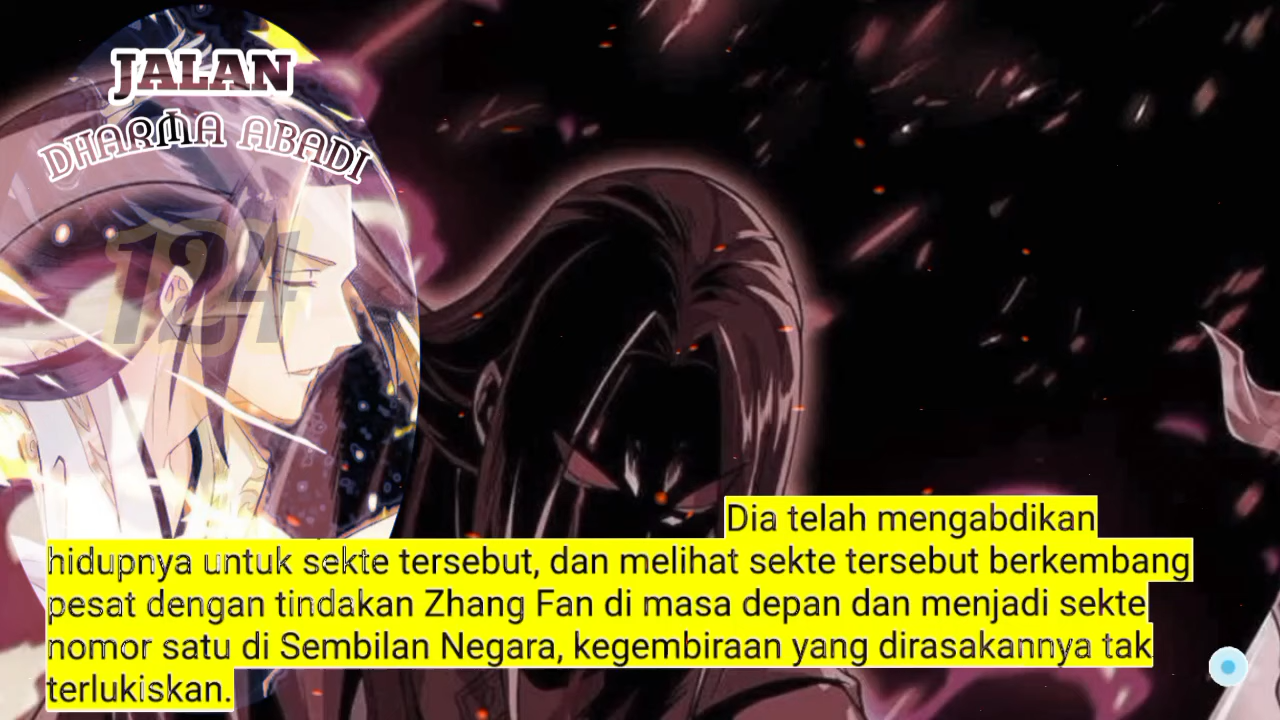 JALAN
DHARMA ABADI
124
Dia telah mengabdikan
hidupnya untuk sekte tersebut, dan melihat sekte tersebut berkembang
pesat dengan tindakan Zhang Fan di masa depan dan menjadi sekte
nomor satu di Sembilan Negara, kegembiraan yang dirasakannya tak
terlukiskan.